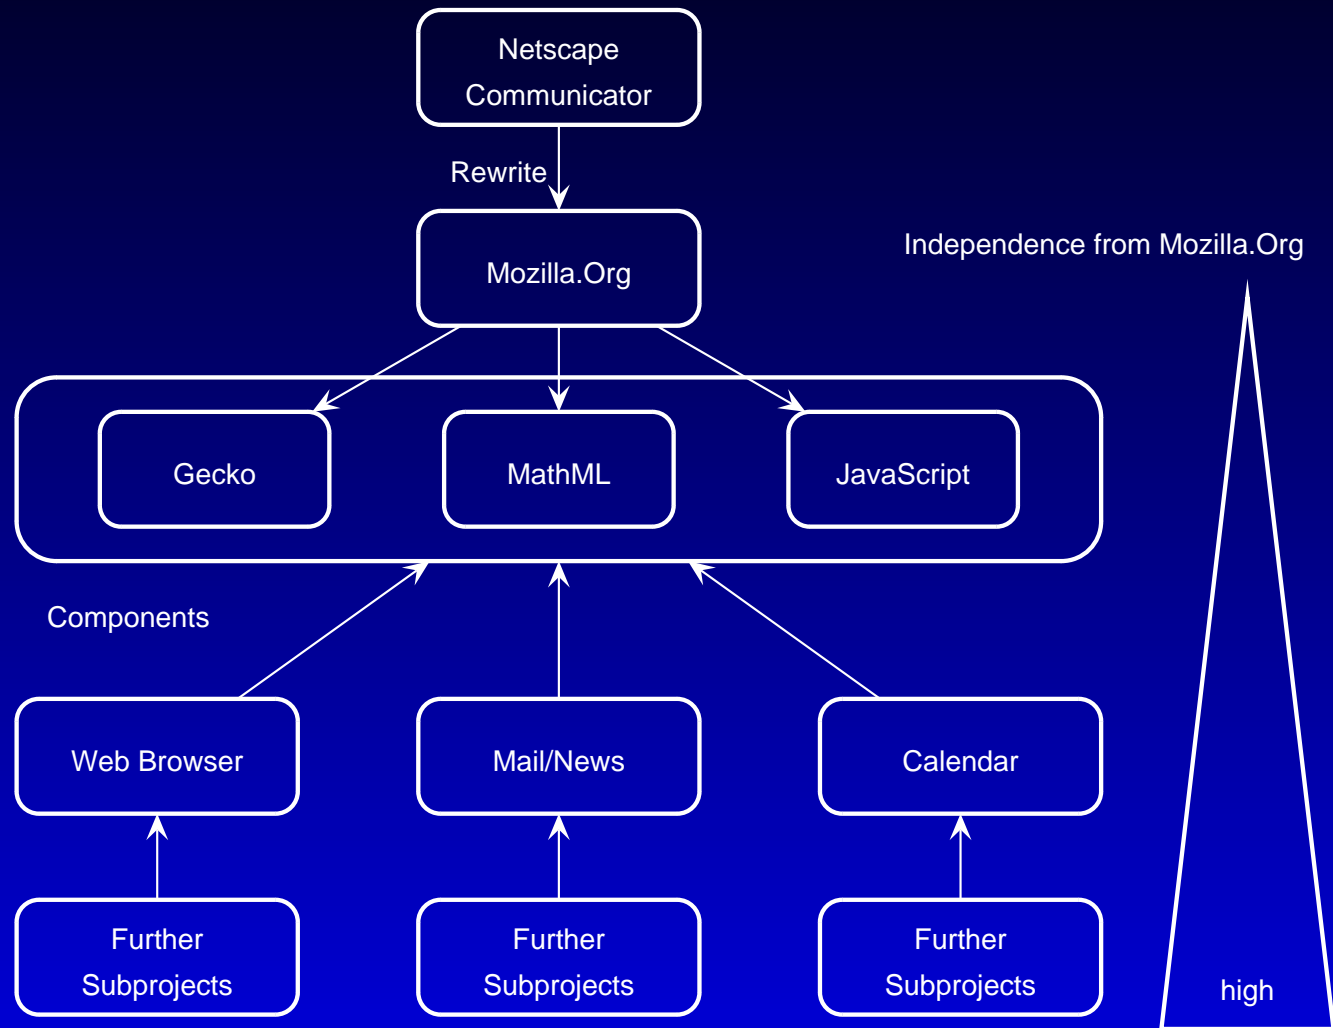 Netscape
Communicator
Rewrite
Mozilla.Org
Independence from Mozilla.Org
Gecko
MathML
JavaScript
Components
Web Browser
Mail/News
Calendar
Further
Subprojects
Further
Subprojects
Further
Subprojects
high